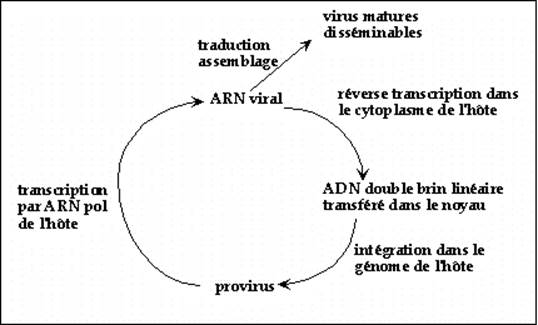 virus matures
disséminables
traduction
assemblage
ARN viral
réverse transcription dans
le cytoplasme de l'hôte
ADN double brin linéaire
transféré dans le noyau
intégration dans le
génome de l'hôte
provirus
transcription
par ARN pol
de l'hôte